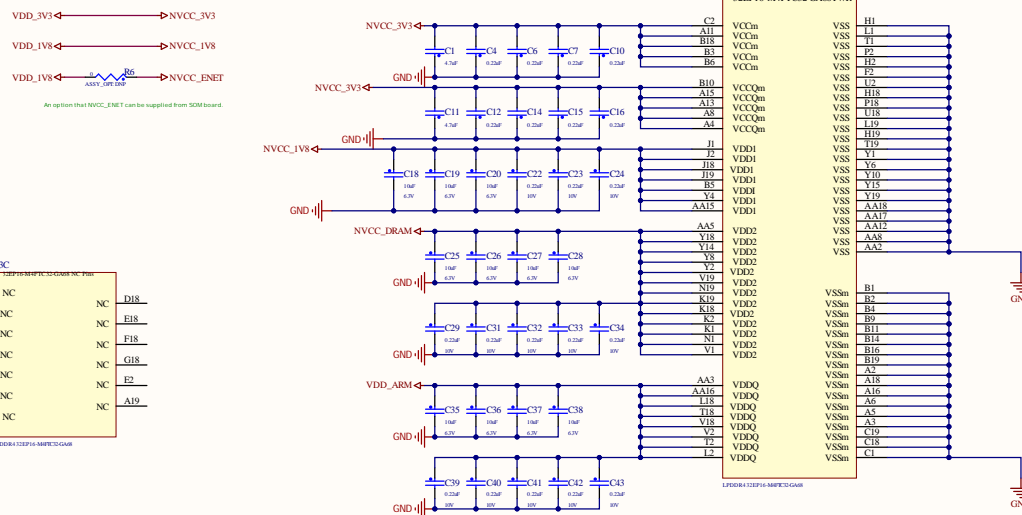 VDD_3V3 NVCC_3V3
VDD_1V8 NVCC_1V8
VDD_1V8 0 R6 NVCC_ENET
ASSY_OPT.DNP
An option that NVCC_ENET can be supplied from SOM board.
3C
32EP16-M4FTC32-GA68 NC Pins
NC NC D18
NC NC E18
NC NC F18
NC NC G18
NC NC E2
NC NC A19
NC
DDR432EP16-M4FTC32-GA68
NVCC_3V3
C1 C4 C6 C7 C10
4.7uF 0.22uF 0.22uF 0.22uF 0.22uF
GND
NVCC_3V3
C11 C12 C14 C15 C16
4.7uF 0.22uF 0.22uF 0.22uF 0.22uF
GND
NVCC_1V8
C18 C19 C20 C22 C23 C24
10uF 10uF 10uF 0.22uF 0.22uF 0.22uF
6.3V 6.3V 6.3V 10V 10V 10V
GND
NVCC_DRAM
C25 C26 C27 C28
10uF 10uF 10uF 10uF
6.3V 6.3V 6.3V 6.3V
GND
C29 C31 C32 C33 C34
0.22uF 0.22uF 0.22uF 0.22uF 0.22uF
10V 10V 10V 10V 10V
GND
VDD_ARM
C35 C36 C37 C38
10uF 10uF 10uF 10uF
6.3V 6.3V 6.3V 6.3V
GND
C39 C40 C41 C42 C43
0.22uF 0.22uF 0.22uF 0.22uF 0.22uF
10V 10V 10V 10V 10V
GND
C2 VCCm
A11 VCCm
B18 VCCm
B3 VCCm
B6 VCCm
B10 VCCQm
A15 VCCQm
A13 VCCQm
A8 VCCQm
A4 VCCQm
J1 VDD1
J2 VDD1
J18 VDD1
J19 VDD1
B5 VDDI
Y4 VDD1
AA15 VDD1
AA5 VDD2
Y18 VDD2
Y14 VDD2
Y8 VDD2
Y2 VDD2
V19 VDD2
N19 VDD2
K19 VDD2
K18 VDD2
K2 VDD2
K1 VDD2
N1 VDD2
V1 VDD2
AA3 VDDQ
AA16 VDDQ
L18 VDDQ
T18 VDDQ
V18 VDDQ
V2 VDDQ
T2 VDDQ
L2 VDDQ
VSS H1
VSS L1
VSS T1
VSS P2
VSS H2
VSS F2
VSS U2
VSS H18
VSS P18
VSS U18
VSS L19
VSS H19
VSS T19
VSS Y1
VSS Y6
VSS Y10
VSS Y15
VSS Y19
VSS AA18
VSS AA17
VSS AA12
VSS AA8
VSS AA2
VSSm B1
VSSm B2
VSSm B4
VSSm B9
VSSm B11
VSSm B14
VSSm B16
VSSm B19
VSSm A2
VSSm A18
VSSm A16
VSSm A6
VSSm A5
VSSm A3
VSSm C19
VSSm C18
VSSm C1
GN
GN
LPDDR432EP16-M4FTC32-GA68